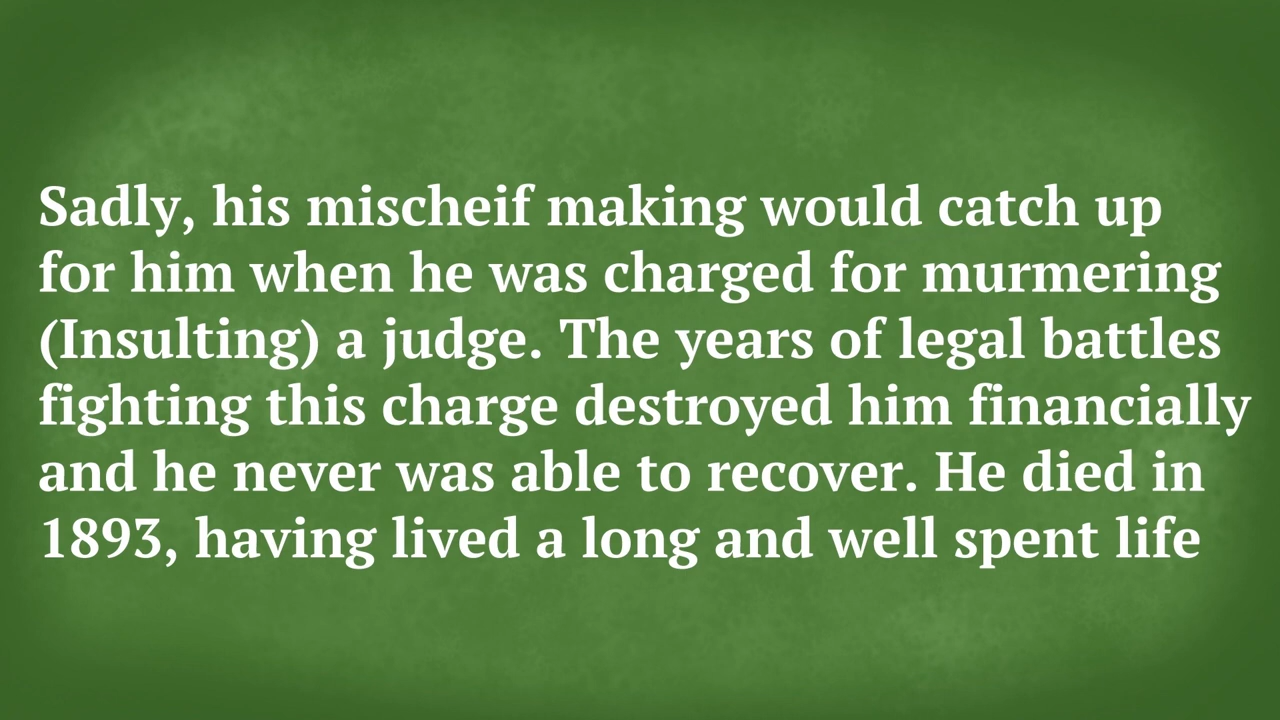 Sadly, his mischeif making would catch up
for him when he was charged for murmering
(Insulting) a judge. The years of legal battles
fighting this charge destroyed him financially
and he never was able to recover. He died in
1893, having lived a long and well spent life